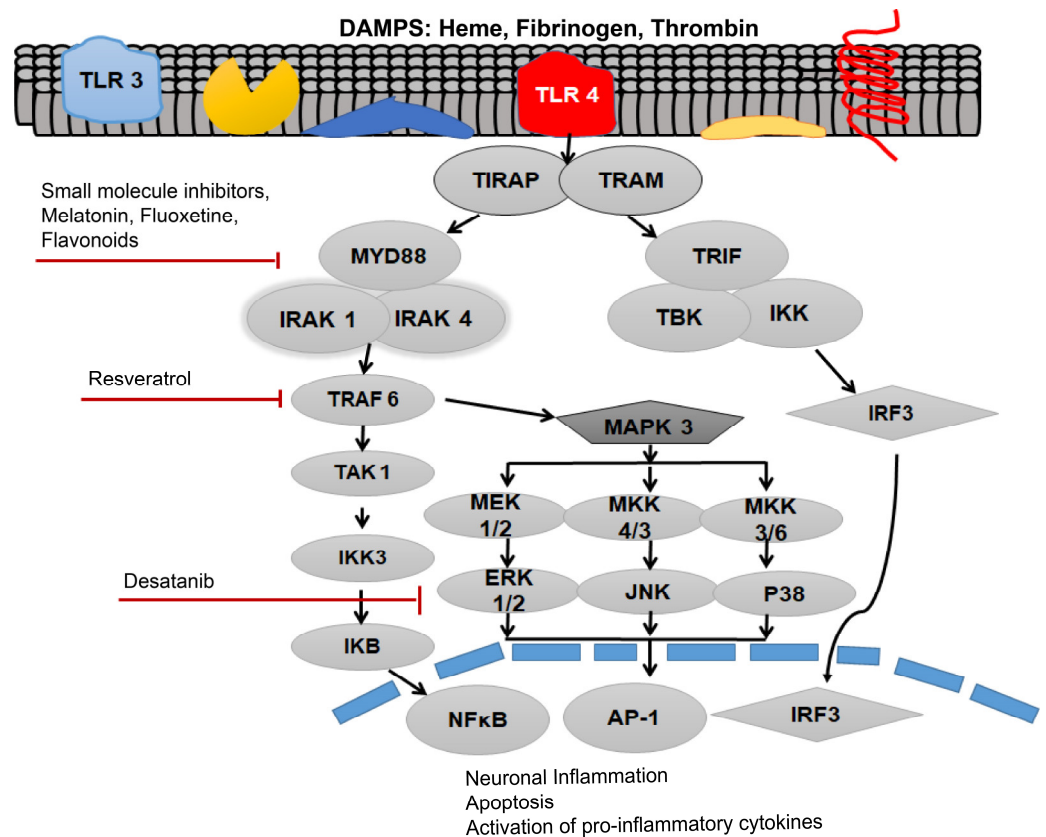 DAMPS: Heme, Fibrinogen, Thrombin
TLR 3
TLR 4
TIRAP
TRAM
Small molecule inhibitors,
Melatonin, Fluoxetine,
Flavonoids
MYD88
TRIF
IRAK 1
IRAK 4
TBK
IKK
Resveratrol
TRAF 6
MAPK 3
IRF3
TAK 1
MEK
1/2
MKK
4/3
MKK
3/6
IKK3
Desatanib
ERK
1/2
JNK
P38
IKB
NFκB
AP-1
IRF3
Neuronal Inflammation
Apoptosis
Activation of pro-inflammatory cytokines